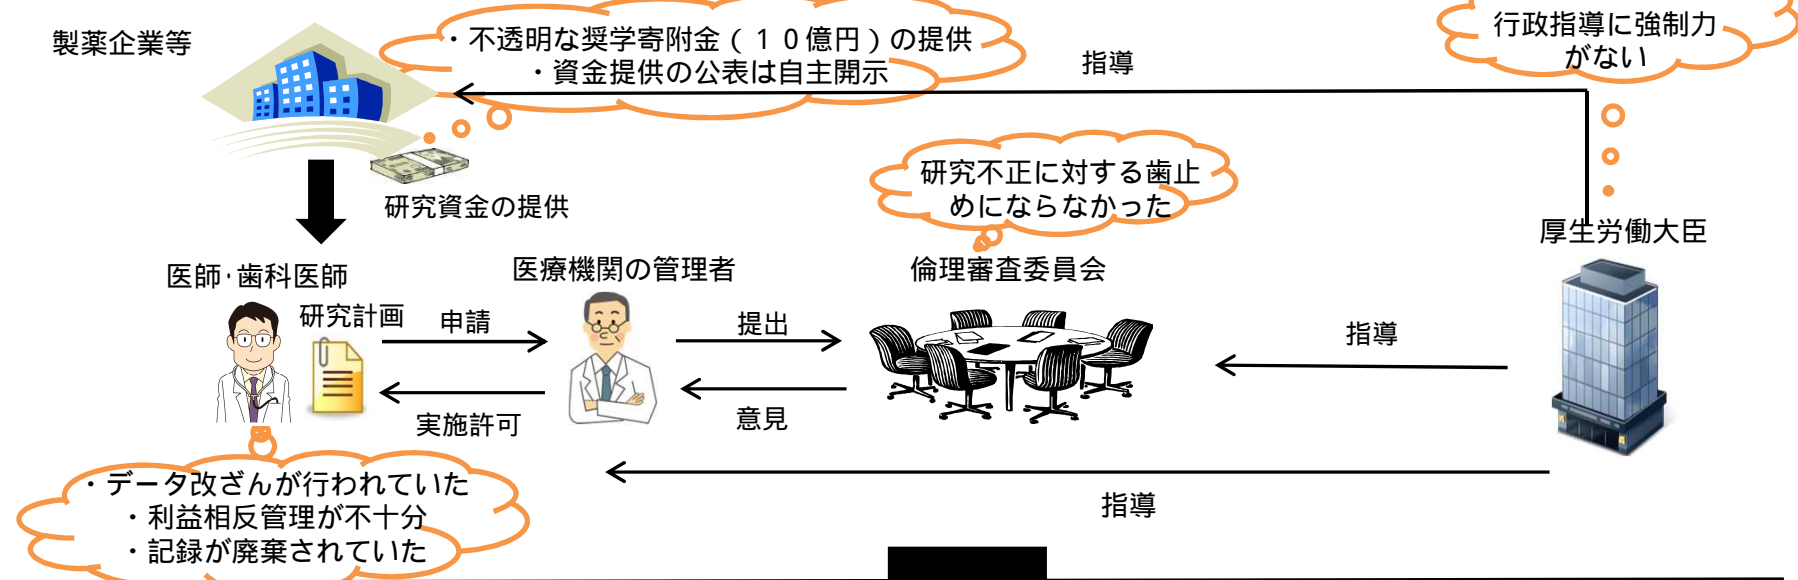 製薬企業等
・不透明な奨学寄附金(10億円)の提供
・資金提供の公表は自主開示
指導
行政指導に強制力
がない
研究資金の提供
研究不正に対する歯止
めにならなかった
厚生労働大臣
医師・歯科医師
医療機関の管理者
倫理審査委員会
研究計画
申請
提出
指導
実施許可
意見
・データ改ざんが行われていた
・利益相反管理が不十分
・記録が廃棄されていた
指導